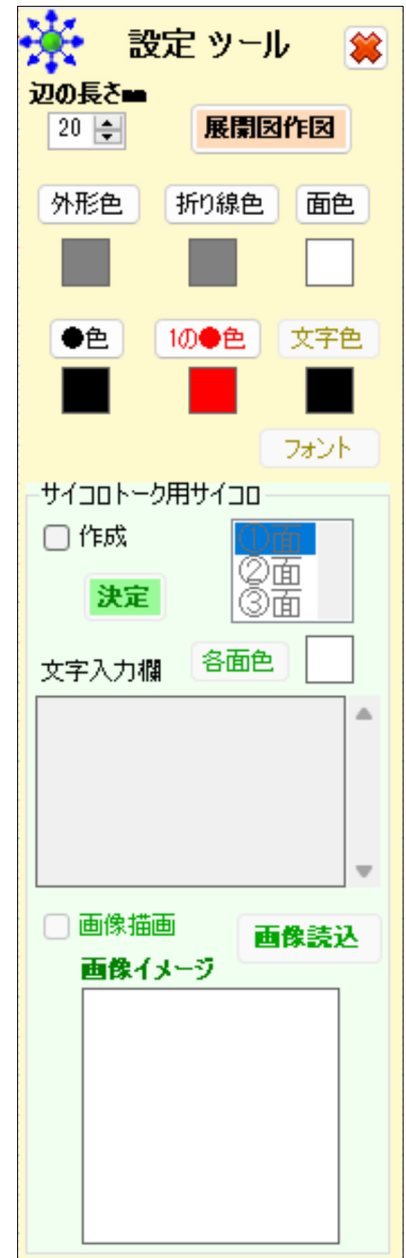 設定 ツール
辺の長さmm
20 展開図作図
外形色 折り線色 面色
●色 1の●色 文字色
フォント
サイコロトーク用サイコロ
作成 ①面
②面
決定 ③面
文字入力欄 各面色
画像描画 画像読込
画像イメージ